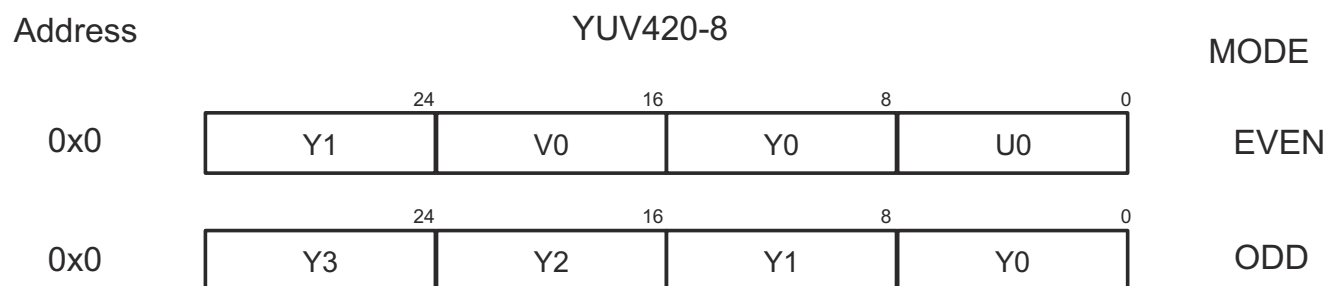 Address YUV420-8
MODE
24 16 8 0
0x0 Y1 V0 Y0 U0 EVEN
24 16 8 0
0x0 Y3 Y2 Y1 Y0 ODD